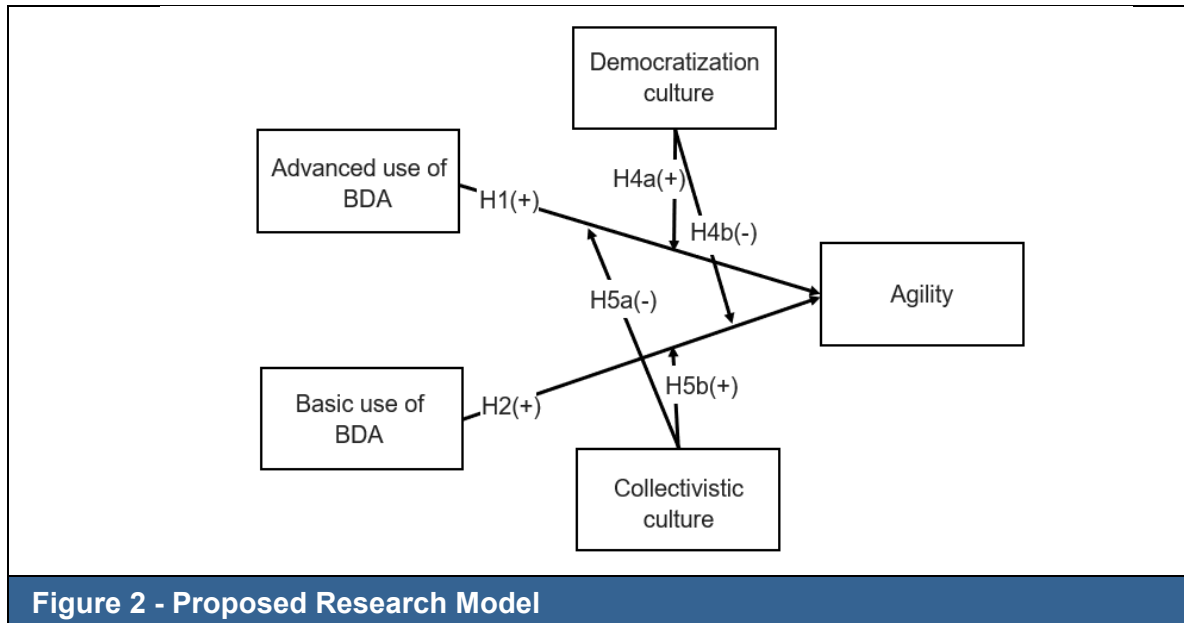 Democratization
culture
Advanced use of
BDA
H1(+)
H4a(+)
H4b(-)
Agility
H5a(-)
H5b(+)
Basic use of
BDA
H2(+)
Collectivistic
culture
Figure 2 - Proposed Research Model